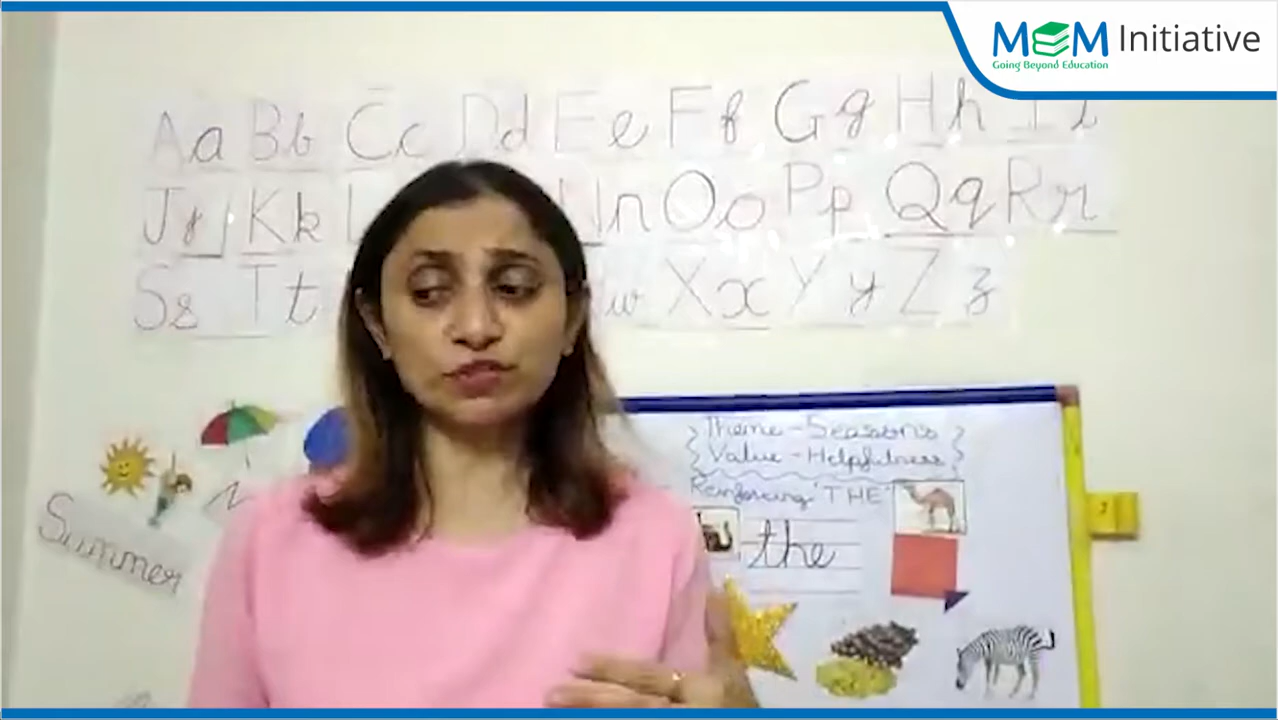 MEM Initiative
Going Beyond Education
Aa Bb Cc Dd Ee Ff Gg Hh Ii
Jj Kk L Nn Oo Pp Qq Rr
Ss Tt w Xx Yy Zz
Theme - Seasons
Value - Helpfulness
Reinforcing 'THE'
the
Summer